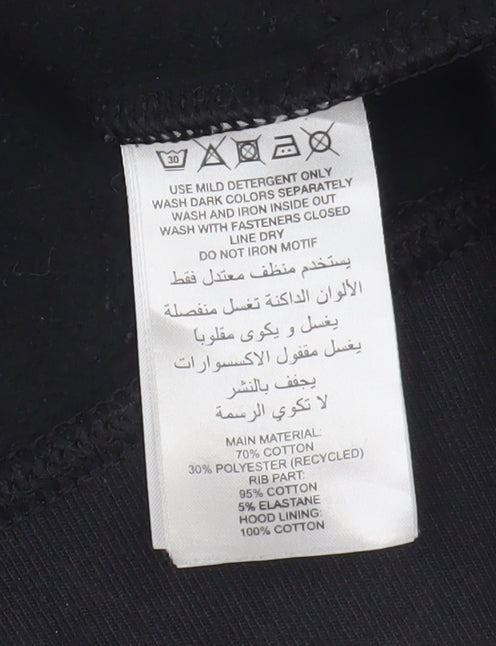 30
USE MILD DETERGENT ONLY
WASH DARK COLORS SEPARATELY
WASH AND IRON INSIDE OUT
WASH WITH FASTENERS CLOSED
LINE DRY
DO NOT IRON MOTIF
يستخدم منظف معتدل فقط
الألوان الداكنة تغسل منفصلة
يغسل و يكوى مقلوبا
يغسل مقفول الاكسسوارات
يجفف بالنشر
لا تكوي الرسمة
MAIN MATERIAL:
70% COTTON
30% POLYESTER (RECYCLED)
RIB PART:
95% COTTON
5% ELASTANE
HOOD LINING:
100% COTTON